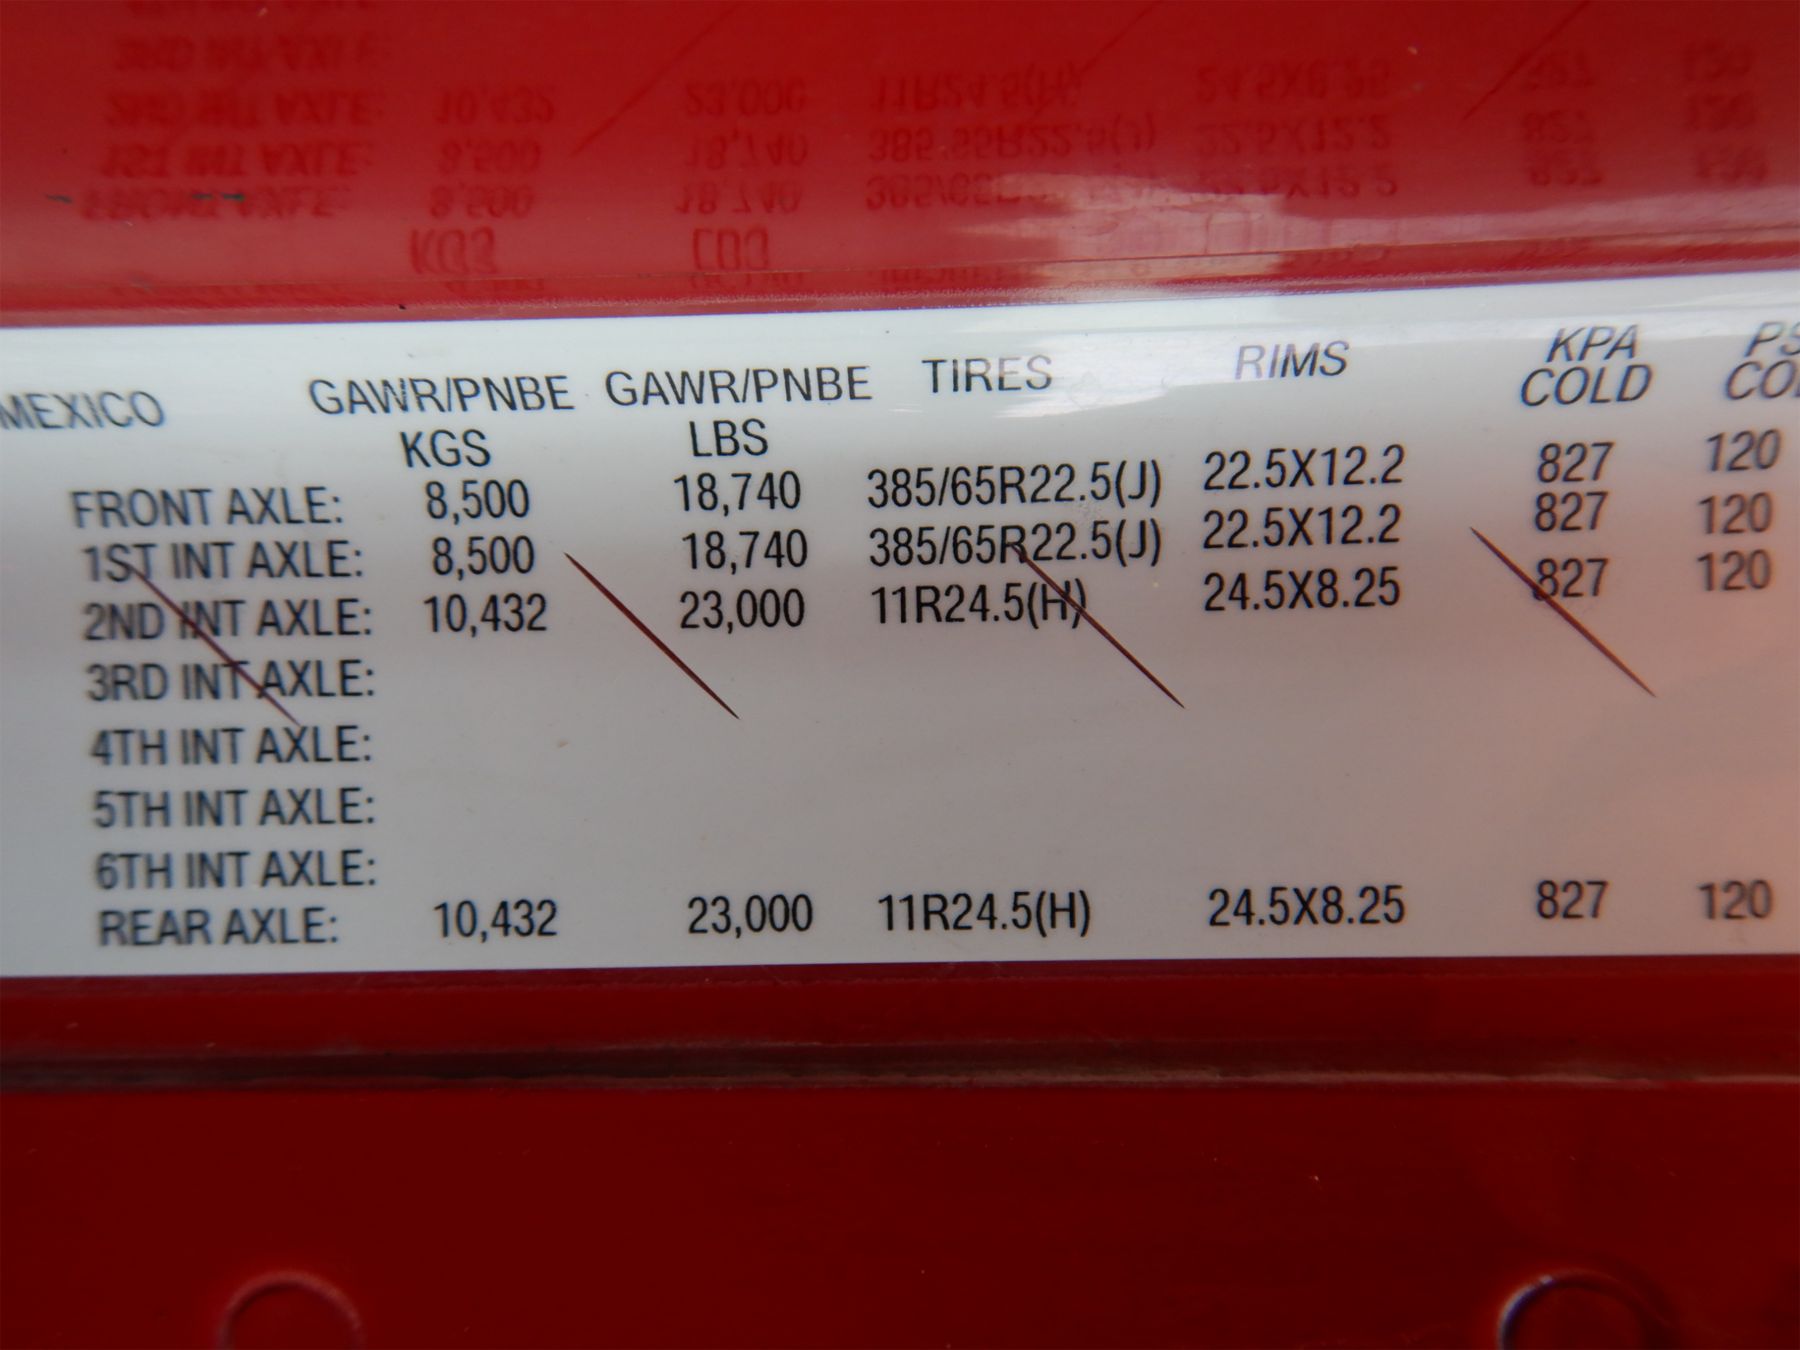 MEXICO GAWR/PNBE GAWR/PNBE TIRES RIMS KPA
KGS LBS COLD
FRONT AXLE: 8,500 18,740 385/65R22.5(J) 22.5X12.2 827 120
1ST INT AXLE: 8,500 18,740 385/65R22.5(J) 22.5X12.2 827 120
2ND INT AXLE: 10,432 23,000 11R24.5(H) 24.5X8.25 827 120
3RD INT AXLE:
4TH INT AXLE:
5TH INT AXLE:
6TH INT AXLE:
REAR AXLE: 10,432 23,000 11R24.5(H) 24.5X8.25 827 120